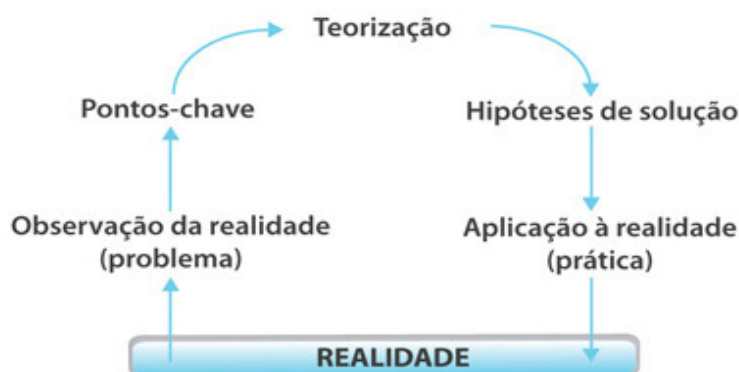 Teorização
Pontos-chave
Hipóteses de solução
Observação da realidade
(problema)
Aplicação à realidade
(prática)
REALIDADE